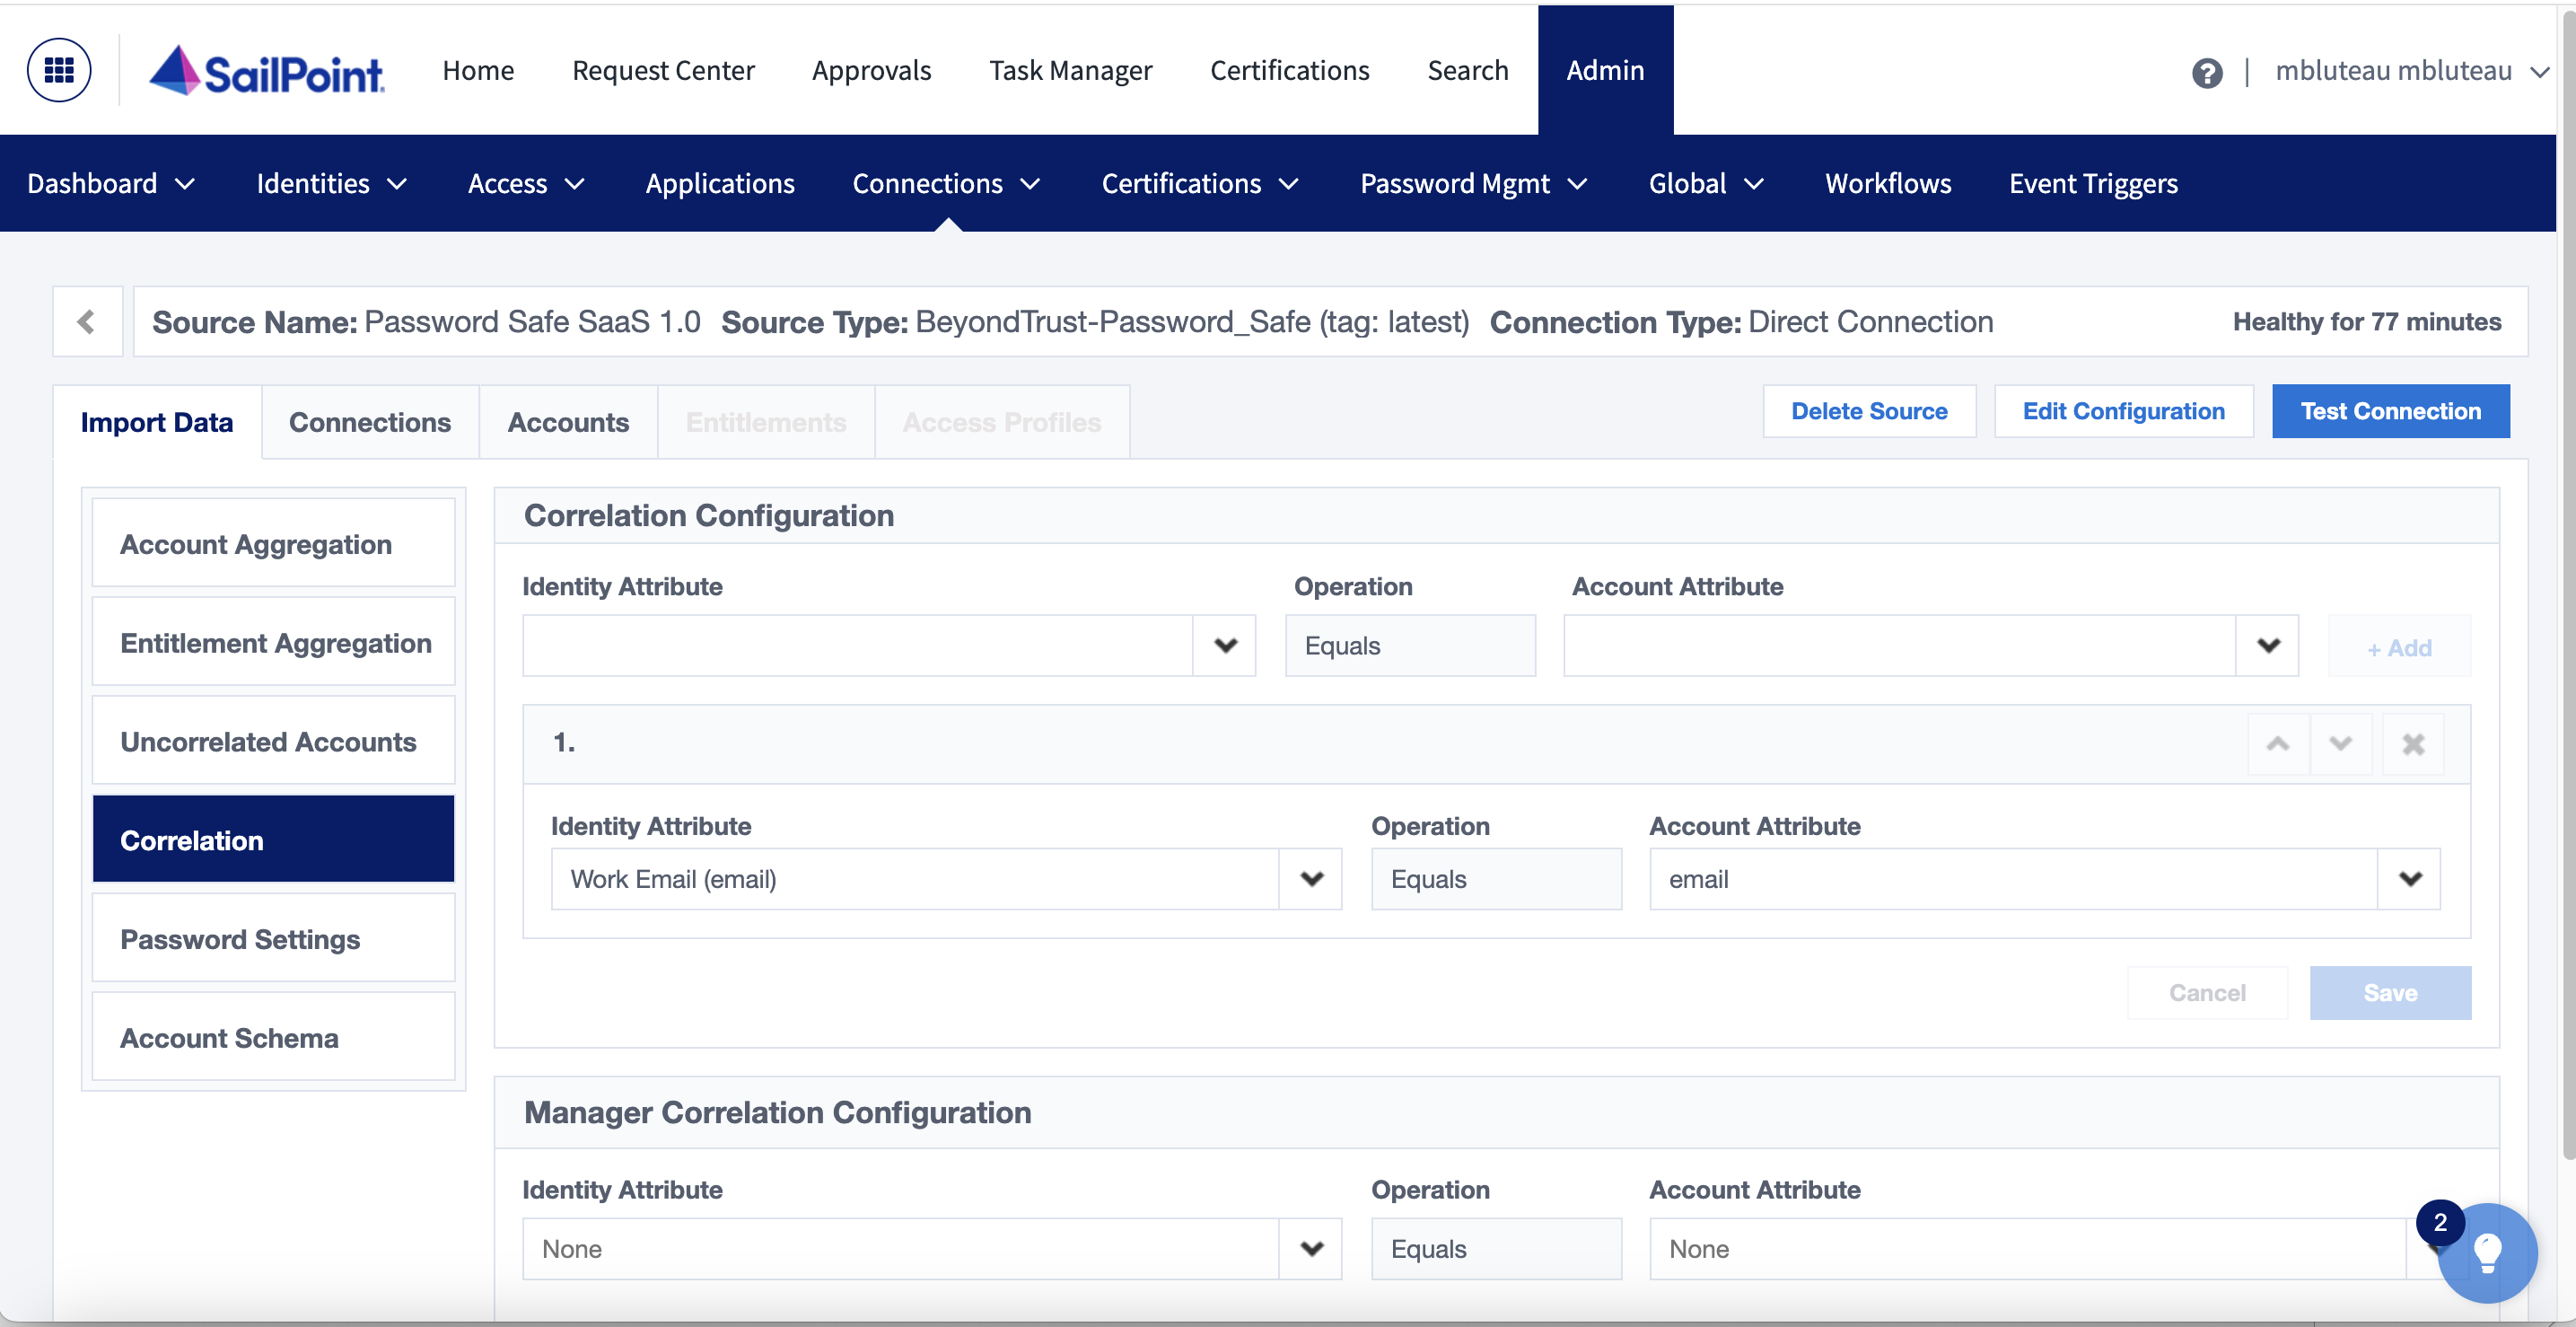 SailPoint.
Home Request Center Approvals Task Manager Certifications Search Admin
? | mbluteau mbluteau
Dashboard Identities Access Applications Connections Certifications Password Mgmt Global Workflows Event Triggers
Source Name: Password Safe SaaS 1.0 Source Type: BeyondTrust-Password_Safe (tag: latest) Connection Type: Direct Connection Healthy for 77 minutes
Import Data Connections Accounts Entitlements Access Profiles
Delete Source Edit Configuration Test Connection
Account Aggregation
Entitlement Aggregation
Uncorrelated Accounts
Correlation
Password Settings
Account Schema
Correlation Configuration
Identity Attribute Operation Account Attribute
Equals + Add
1.
Identity Attribute Operation Account Attribute
Work Email (email) Equals email
Cancel Save
Manager Correlation Configuration
Identity Attribute Operation Account Attribute
None Equals None
2